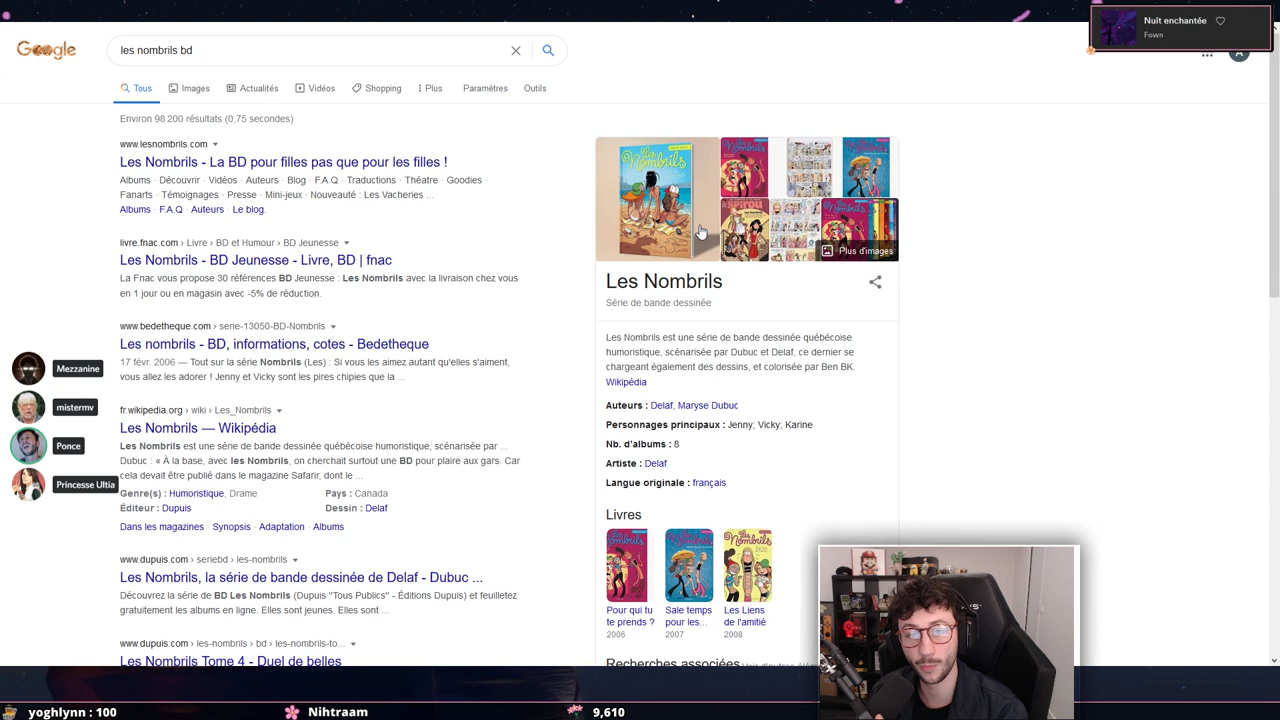 Nuit enchantée
Fown
Google
les nombrils bd
A
Tous
Images
Actualités
Vidéos
Shopping
Plus
Paramètres
Outils
Environ 98 200 résultats (0,75 secondes)
www.lesnombrils.com
Les Nombrils - La BD pour filles pas que pour les filles !
Albums · Découvrir · Vidéos · Auteurs · Blog · F.A.Q · Traductions · Théatre · Goodies ·
Fanarts · Témoignages · Presse · Mini-jeux · Nouveauté : Les Vacheries ...
Albums · F.A.Q · Auteurs · Le blog.
livre.fnac.com › Livre › BD et Humour › BD Jeunesse
Les Nombrils - BD Jeunesse - Livre, BD | fnac
La Fnac vous propose 30 références BD Jeunesse : Les Nombrils avec la livraison chez vous
en 1 jour ou en magasin avec -5% de réduction.
www.bedetheque.com › serie-13050-BD-Nombrils
Les nombrils - BD, informations, cotes - Bedetheque
17 févr. 2006 — Tout sur la série Nombrils (Les) : Si vous les aimez autant qu'elles s'aiment,
vous allez les adorer ! Jenny et Vicky sont les pires chipies que la ...
fr.wikipedia.org › wiki › Les_Nombrils
Les Nombrils — Wikipédia
Les Nombrils est une série de bande dessinée québécoise humoristique, scénarisée par ...
Dubuc : « À la base, avec les Nombrils, on cherchait surtout une BD pour plaire aux gars. Car
cela devait être publié dans le magazine Safarir, dont le ...
Genre(s) : Humoristique, Drame
Pays : Canada
Éditeur : Dupuis
Dessin : Delaf
Dans les magazines · Synopsis · Adaptation · Albums
www.dupuis.com › seriebd › les-nombrils
Les Nombrils, la série de bande dessinée de Delaf - Dubuc ...
Découvrez la série de BD Les Nombrils (Dupuis "Tous Publics" - Éditions Dupuis) et feuilletez
gratuitement les albums en ligne. Elles sont jeunes. Elles sont ...
www.dupuis.com › les-nombrils › bd › les-nombrils-to...
Les Nombrils Tome 4 - Duel de belles
Mezzanine
mistermv
Ponce
Princesse Ultia
Les Nombrils
Spirou
Plus d'images
Les Nombrils
Série de bande dessinée
Les Nombrils est une série de bande dessinée québécoise
humoristique, scénarisée par Dubuc et Delaf, ce dernier se
chargeant également des dessins, et colorisée par Ben BK.
Wikipédia
Auteurs : Delaf, Maryse Dubuc
Personnages principaux : Jenny, Vicky, Karine
Nb. d'albums : 8
Artiste : Delaf
Langue originale : français
Livres
Pour qui tu
te prends ?
2006
Sale temps
pour les...
2007
Les Liens
de l'amitié
2008
Recherches associées
yoghlynn : 100
Nihtraam
9,610